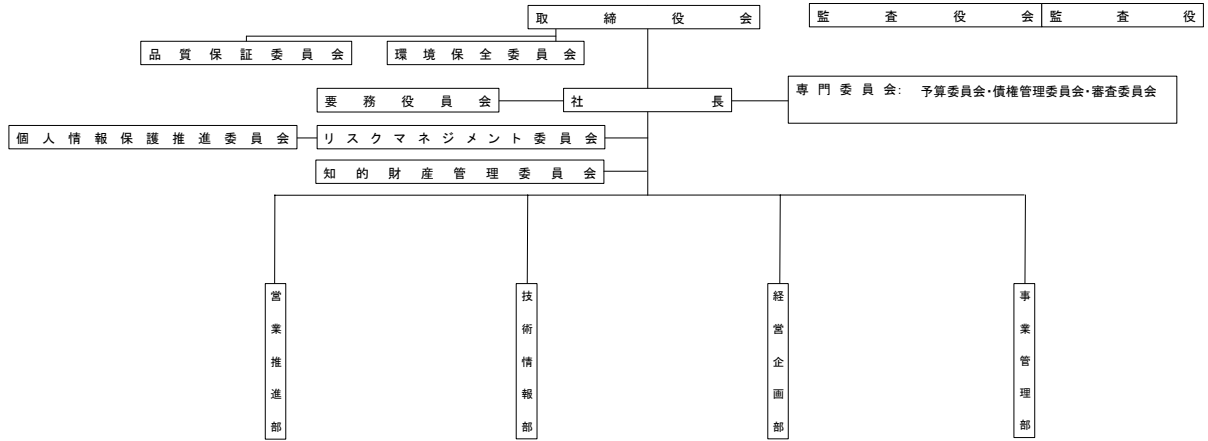 取締役会
監査役会 監査役
品質保証委員会
環境保全委員会
要務役員会
社長
専門委員会: 予算委員会・債権管理委員会・審査委員会
個人情報保護推進委員会
リスクマネジメント委員会
知的財産管理委員会
営業推進部
技術情報部
経営企画部
事業管理部